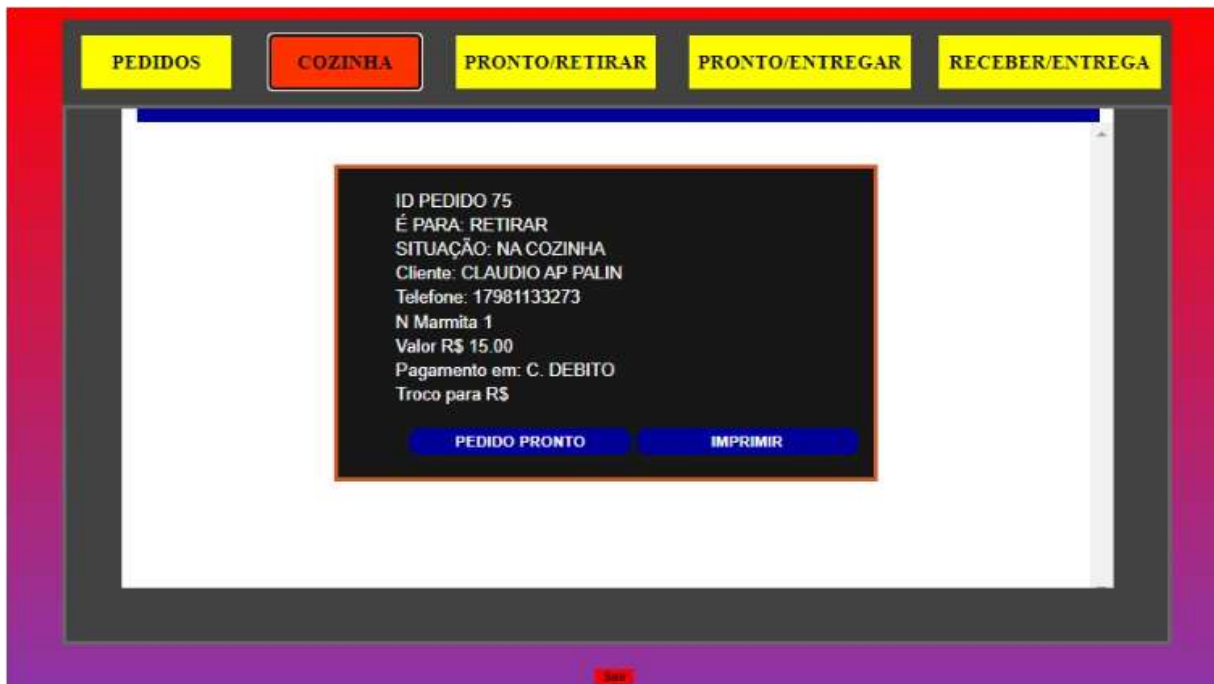 PEDIDOS COZINHA PRONTO/RETIRAR PRONTO/ENTREGAR RECEBER/ENTREGA
ID PEDIDO 75
É PARA: RETIRAR
SITUAÇÃO: NA COZINHA
Cliente: CLAUDIO AP PALIN
Telefone: 17981133273
N Marmita 1
Valor R$ 15.00
Pagamento em: C. DEBITO
Troco para R$
PEDIDO PRONTO IMPRIMIR
Sair